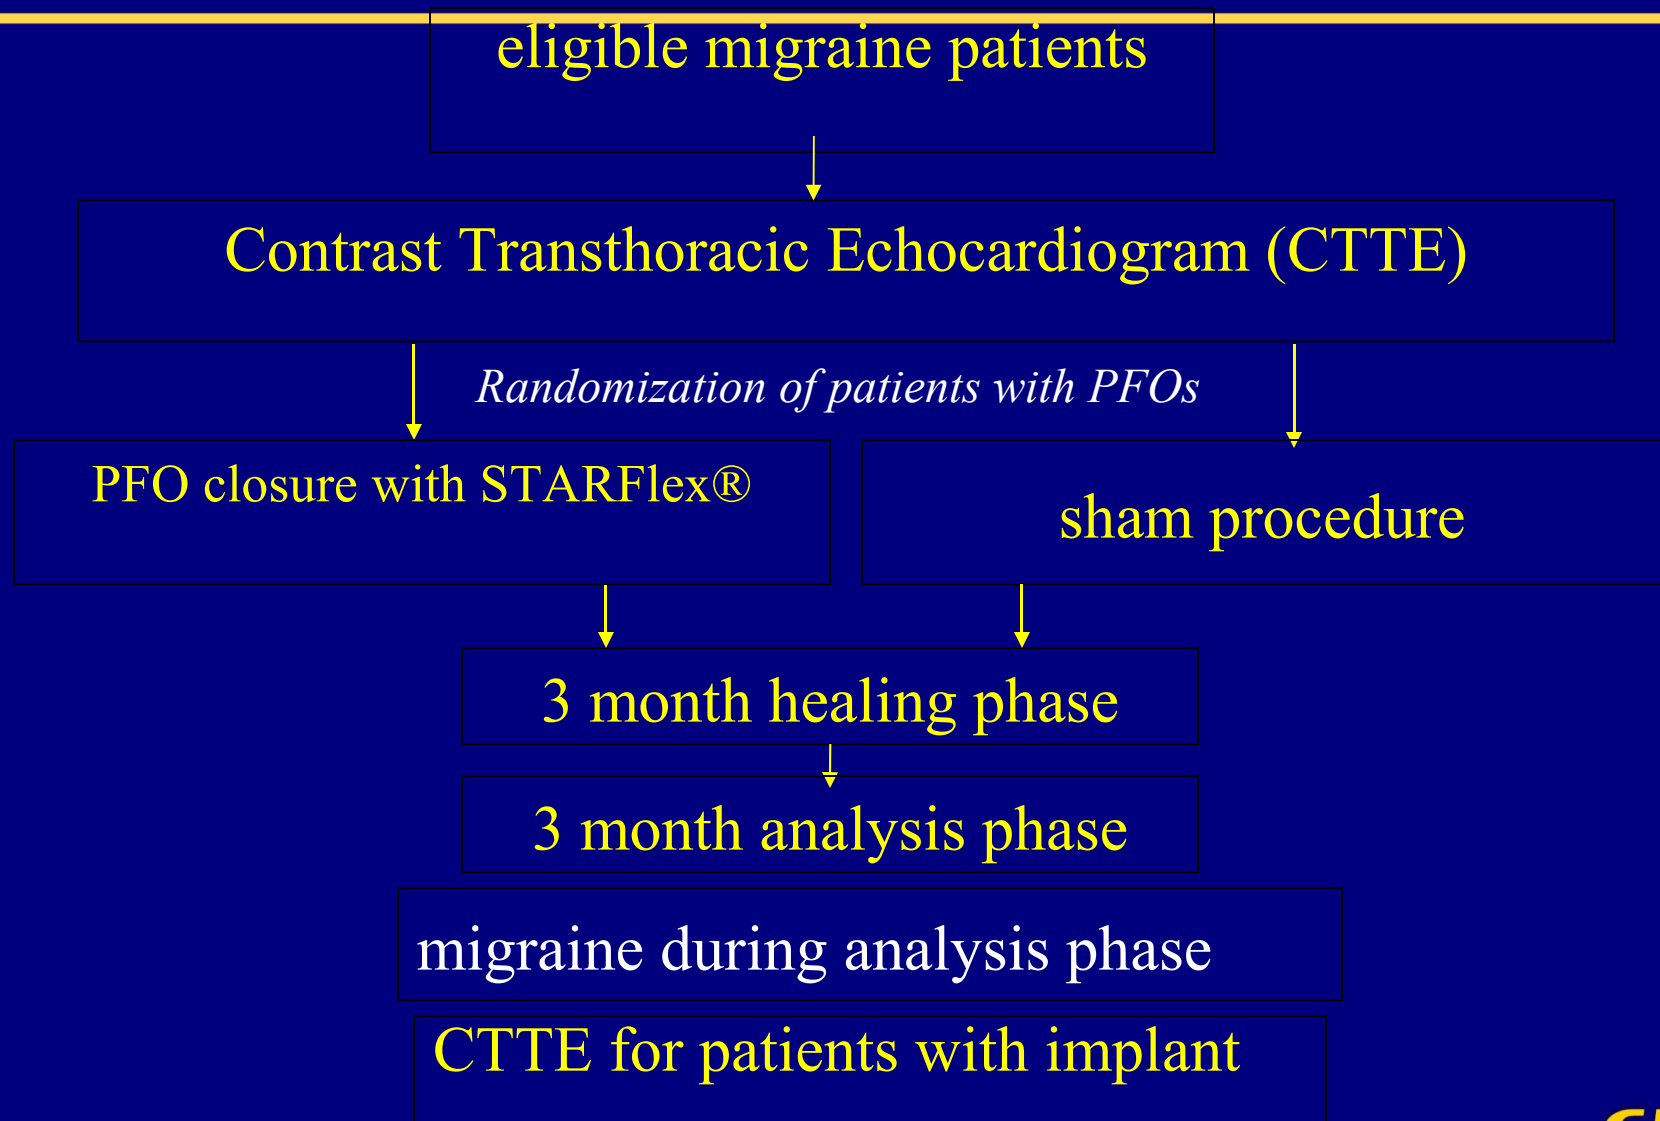 eligible migraine patients
Contrast Transthoracic Echocardiogram (CTTE)
Randomization of patients with PFOs
PFO closure with STARFlex®
sham procedure
3 month healing phase
3 month analysis phase
migraine during analysis phase
CTTE for patients with implant